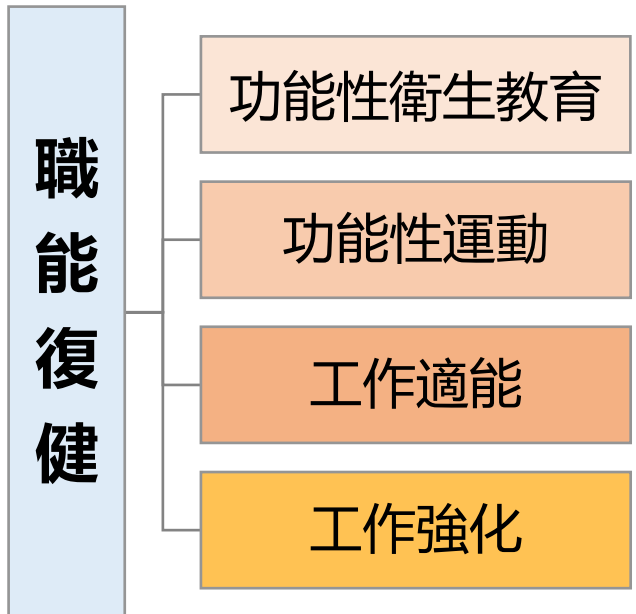 職能復健
功能性衛生教育
功能性運動
工作適能
工作強化